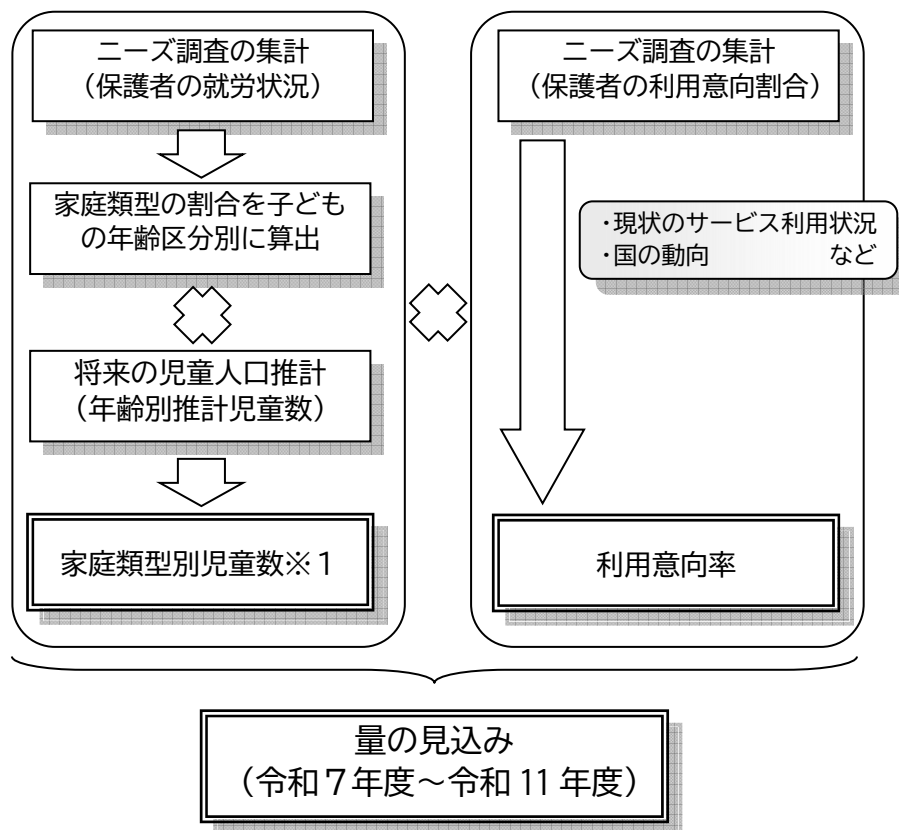 ニーズ調査の集計
（保護者の就労状況）
家庭類型の割合を子ども
の年齢区分別に算出
将来の児童人口推計
（年齢別推計児童数）
家庭類型別児童数※１
ニーズ調査の集計
（保護者の利用意向割合）
・現状のサービス利用状況
・国の動向　　　　　など
利用意向率
量の見込み
（令和７年度～令和 11 年度）